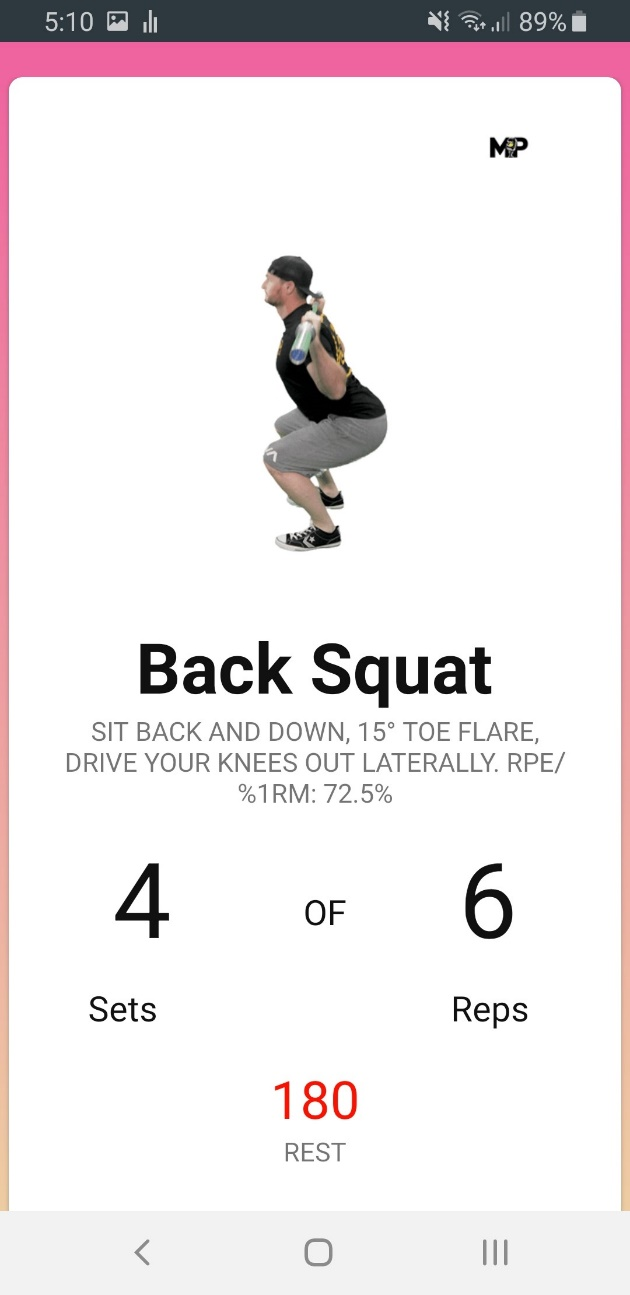 5:10 89%
MP
Back Squat
SIT BACK AND DOWN, 15° TOE FLARE,
DRIVE YOUR KNEES OUT LATERALLY. RPE/
%1RM: 72.5%
4 OF 6
Sets Reps
180
REST